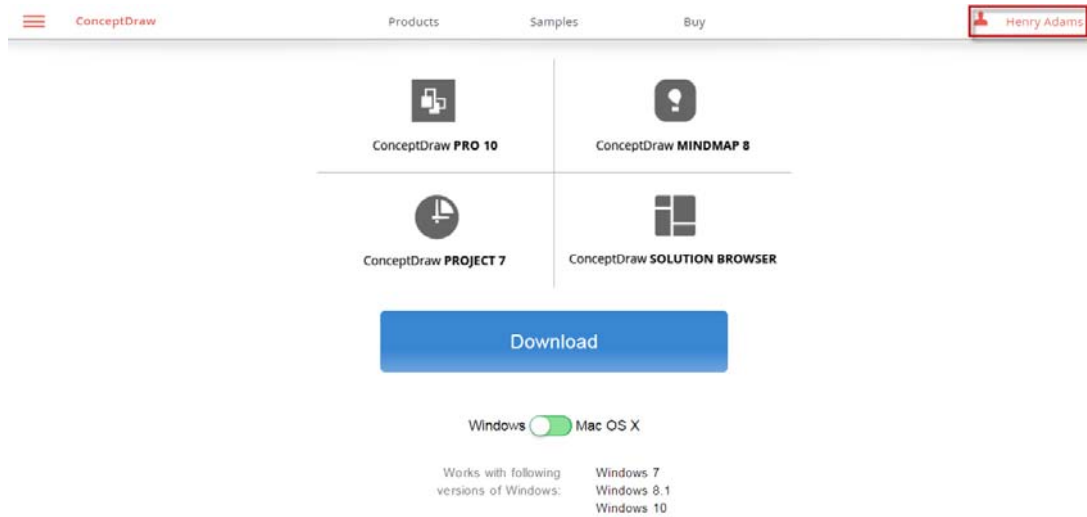 ConceptDraw Products Samples Buy Henry Adams
ConceptDraw PRO 10 ConceptDraw MINDMAP 8
ConceptDraw PROJECT 7 ConceptDraw SOLUTION BROWSER
Download
Windows Mac OS X
Works with following Windows 7
versions of Windows: Windows 8.1
Windows 10